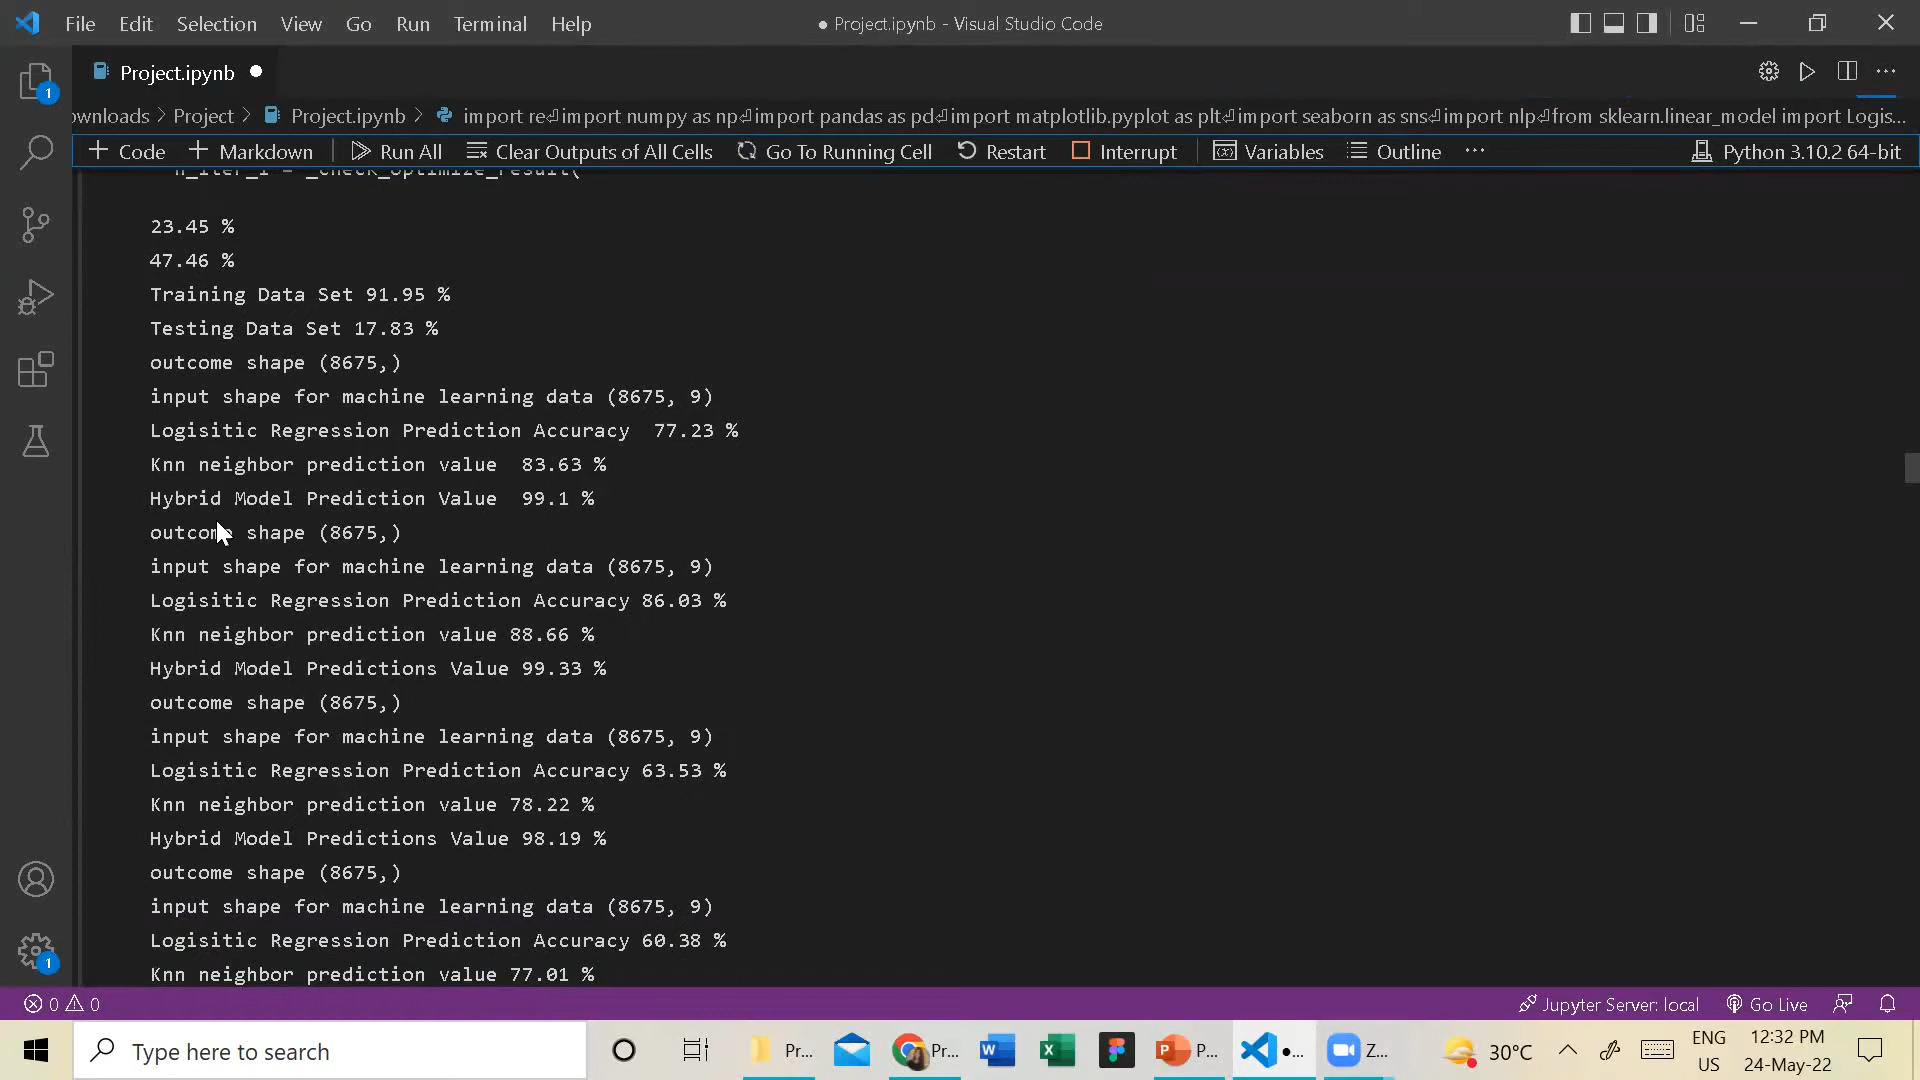 File Edit Selection View Go Run Terminal Help ● Project.ipynb - Visual Studio Code
Project.ipynb
1
ownloads > Project > Project.ipynb > import re⏎import numpy as np⏎import pandas as pd⏎import matplotlib.pyplot as plt⏎import seaborn as sns⏎import nlp⏎from sklearn.linear_model import Logis...
+ Code + Markdown Run All Clear Outputs of All Cells Go To Running Cell Restart Interrupt Variables Outline ... Python 3.10.2 64-bit
n_iter_i = _check_optimize_result(
23.45 %
47.46 %
Training Data Set 91.95 %
Testing Data Set 17.83 %
outcome shape (8675,)
input shape for machine learning data (8675, 9)
Logisitic Regression Prediction Accuracy  77.23 %
Knn neighbor prediction value  83.63 %
Hybrid Model Prediction Value  99.1 %
outcome shape (8675,)
input shape for machine learning data (8675, 9)
Logisitic Regression Prediction Accuracy 86.03 %
Knn neighbor prediction value 88.66 %
Hybrid Model Predictions Value 99.33 %
outcome shape (8675,)
input shape for machine learning data (8675, 9)
Logisitic Regression Prediction Accuracy 63.53 %
Knn neighbor prediction value 78.22 %
Hybrid Model Predictions Value 98.19 %
outcome shape (8675,)
input shape for machine learning data (8675, 9)
Logisitic Regression Prediction Accuracy 60.38 %
Knn neighbor prediction value 77.01 %
1
0 0 Jupyter Server: local Go Live
Type here to search Pr... Pr... P... ●... Z... 30°C ENG 12:32 PM
US 24-May-22